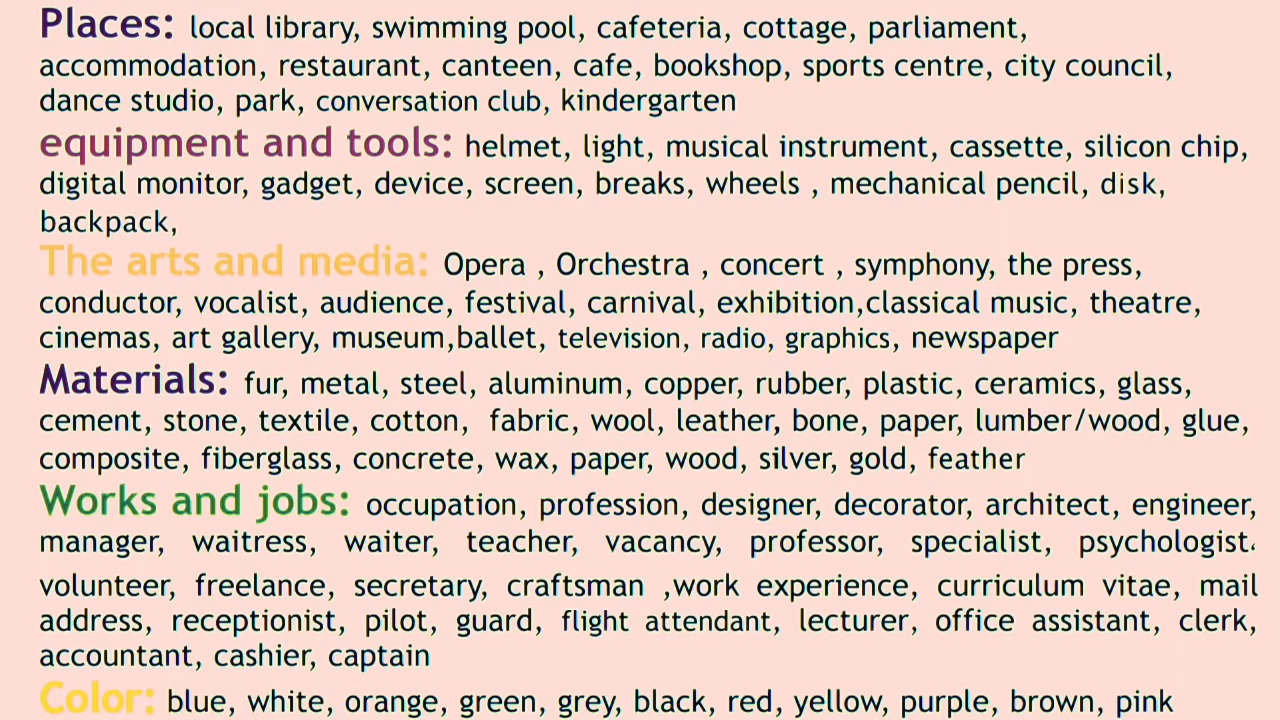 Places: local library, swimming pool, cafeteria, cottage, parliament,
accommodation, restaurant, canteen, cafe, bookshop, sports centre, city council,
dance studio, park, conversation club, kindergarten
equipment and tools: helmet, light, musical instrument, cassette, silicon chip,
digital monitor, gadget, device, screen, breaks, wheels , mechanical pencil, disk,
backpack,
The arts and media: Opera , Orchestra , concert , symphony, the press,
conductor, vocalist, audience, festival, carnival, exhibition,classical music, theatre,
cinemas, art gallery, museum,ballet, television, radio, graphics, newspaper
Materials: fur, metal, steel, aluminum, copper, rubber, plastic, ceramics, glass,
cement, stone, textile, cotton, fabric, wool, leather, bone, paper, lumber/wood, glue,
composite, fiberglass, concrete, wax, paper, wood, silver, gold, feather
Works and jobs: occupation, profession, designer, decorator, architect, engineer,
manager, waitress, waiter, teacher, vacancy, professor, specialist, psychologist،
volunteer, freelance, secretary, craftsman ,work experience, curriculum vitae, mail
address, receptionist, pilot, guard, flight attendant, lecturer, office assistant, clerk,
accountant, cashier, captain
Color: blue, white, orange, green, grey, black, red, yellow, purple, brown, pink